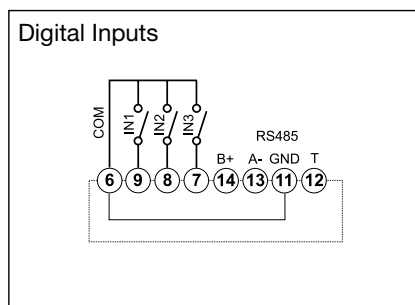 Digital Inputs
COM
IN1
IN2
IN3
RS485
B+ A- GND T
6 9 8 7 14 13 11 12